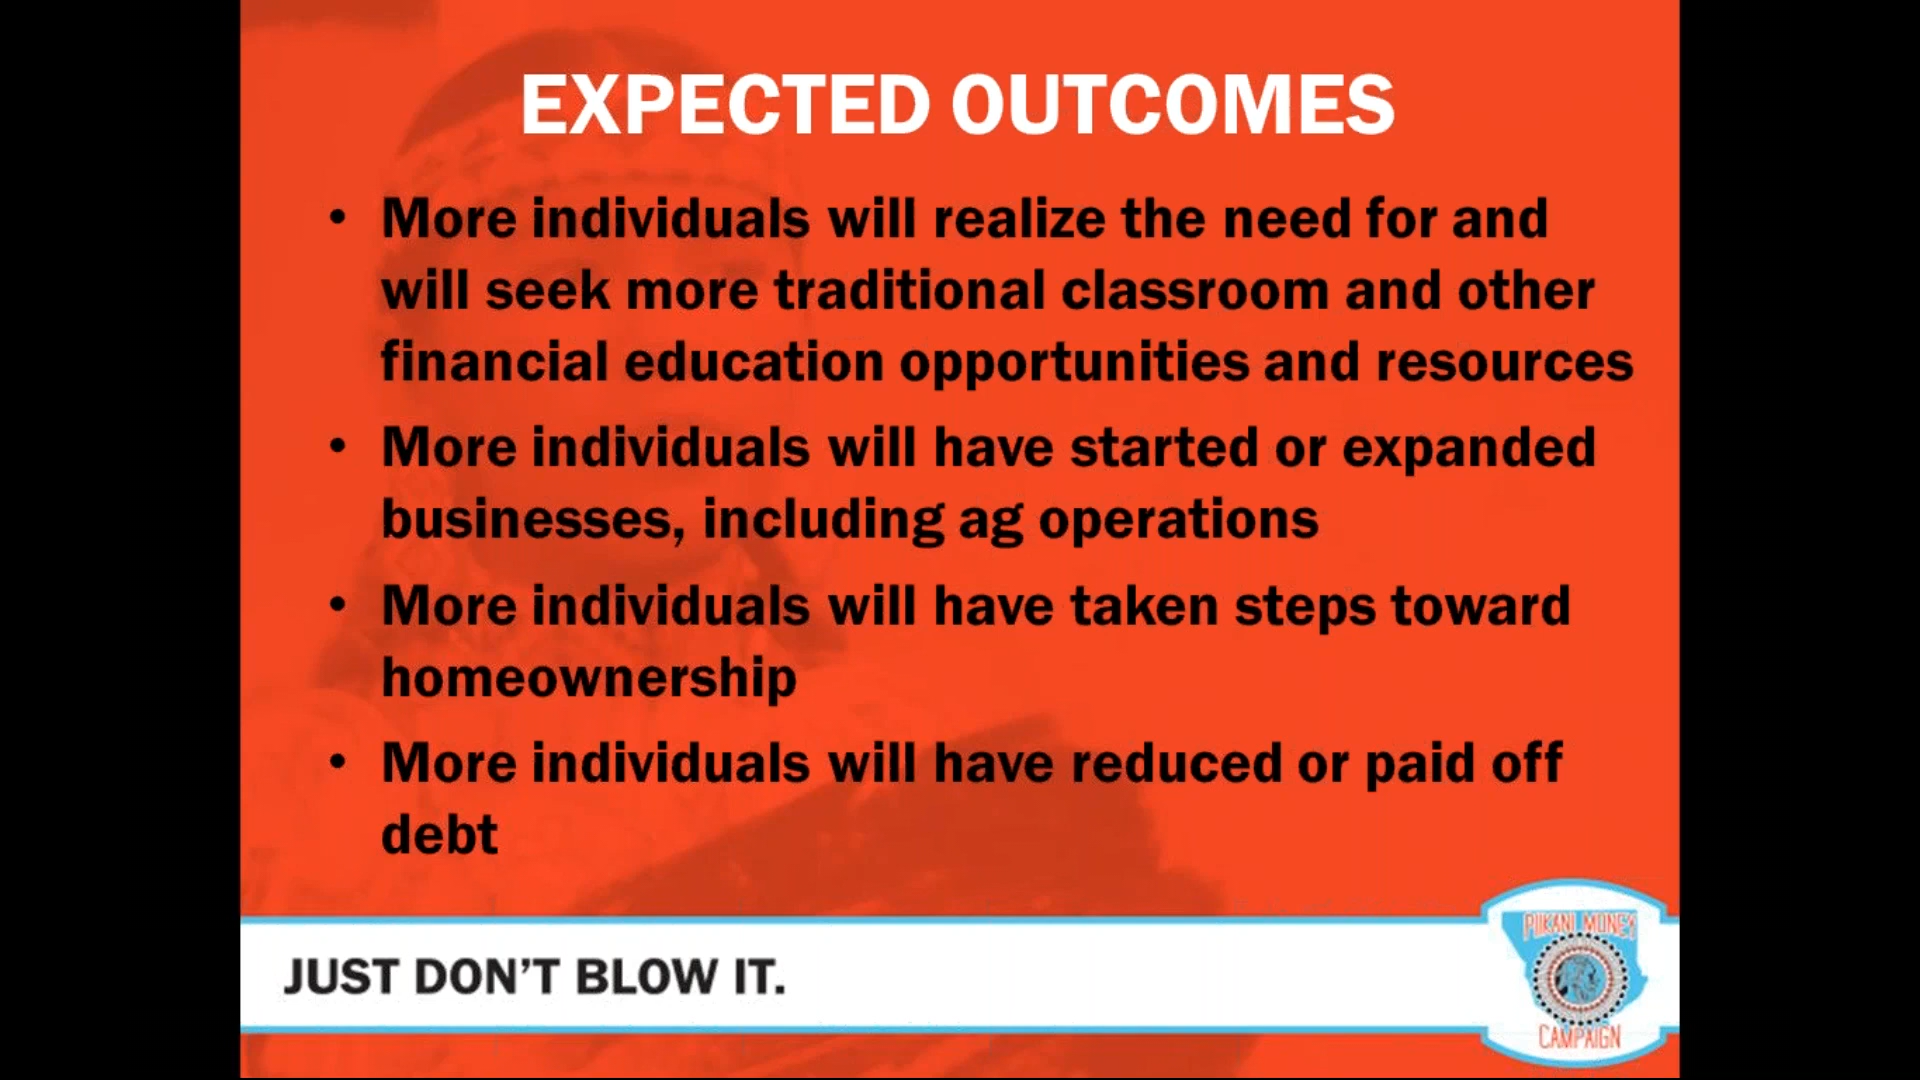 EXPECTED OUTCOMES
• More individuals will realize the need for and
will seek more traditional classroom and other
financial education opportunities and resources
• More individuals will have started or expanded
businesses, including ag operations
• More individuals will have taken steps toward
homeownership
• More individuals will have reduced or paid off
debt
JUST DON'T BLOW IT.
PIIKANI MONEY
CAMPAIGN